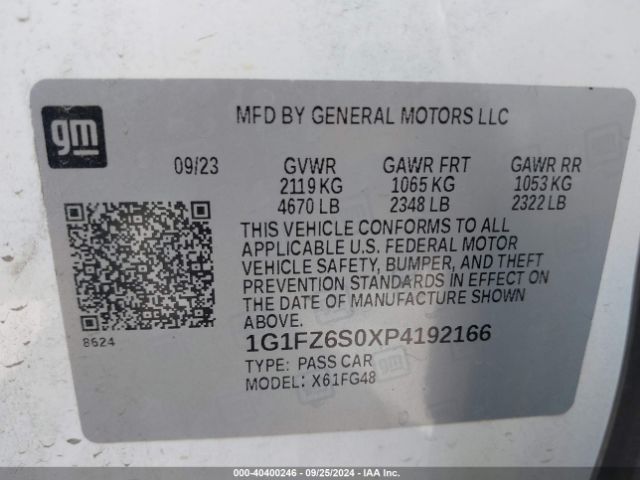 gm
MFD BY GENERAL MOTORS LLC
09/23 GVWR GAWR FRT GAWR RR
2119 KG 1065 KG 1053 KG
4670 LB 2348 LB 2322 LB
THIS VEHICLE CONFORMS TO ALL
APPLICABLE U.S. FEDERAL MOTOR
VEHICLE SAFETY, BUMPER, AND THEFT
PREVENTION STANDARDS IN EFFECT ON
THE DATE OF MANUFACTURE SHOWN
ABOVE.
8624
1G1FZ6S0XP4192166
TYPE: PASS CAR
MODEL: X61FG48
000-40400246 - 09/25/2024 - IAA Inc.